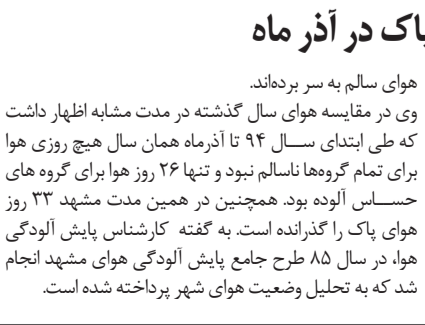 پاک در آذر ماه
هوای سالم به سر برده‌اند.
وی در مقایسه هوای سال گذشته در مدت مشابه اظهار داشت
که طی ابتدای ســال ۹۴ تا آذرماه همان سال هیچ روزی هوا
برای تمام گروه‌ها ناسالم نبود و تنها ۲۶ روز هوا برای گروه های
حســاس آلوده بود. همچنین در همین مدت مشهد ۳۳ روز
هوای پاک را گذرانده است. به گفته کارشناس پایش آلودگی
هوا، در سال ۸۵ طرح جامع پایش آلودگی هوای مشهد انجام
شد که به تحلیل وضعیت هوای شهر پرداخته شده است.